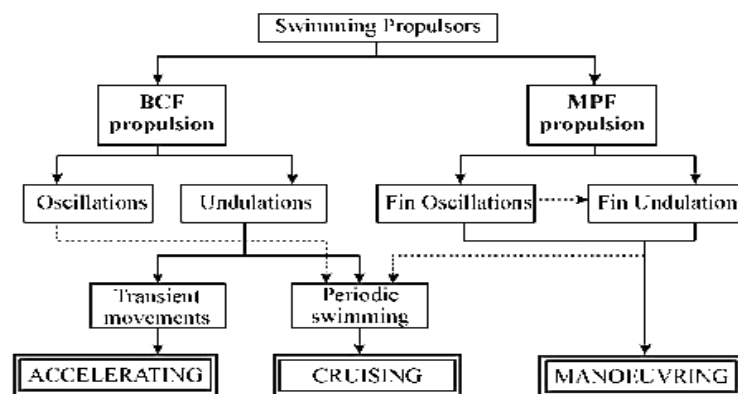 Swimming Propulsors
BCF
propulsion
MPF
propulsion
Oscillations
Undulations
Fin Oscillations
Fin Undulation
Transient
movements
Periodic
swimming
ACCELERATING
CRUISING
MANOEUVRING